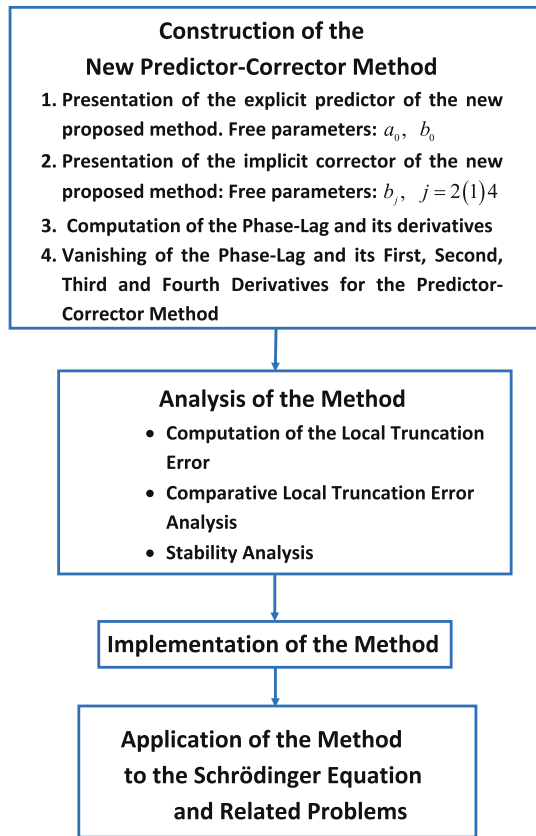 Construction of the
New Predictor-Corrector Method
1. Presentation of the explicit predictor of the new
proposed method. Free parameters: a₀, b₀
2. Presentation of the implicit corrector of the new
proposed method: Free parameters: bⱼ, j = 2(1)4
3. Computation of the Phase-Lag and its derivatives
4. Vanishing of the Phase-Lag and its First, Second,
Third and Fourth Derivatives for the Predictor-
Corrector Method
Analysis of the Method
• Computation of the Local Truncation
Error
• Comparative Local Truncation Error
Analysis
• Stability Analysis
Implementation of the Method
Application of the Method
to the Schrödinger Equation
and Related Problems